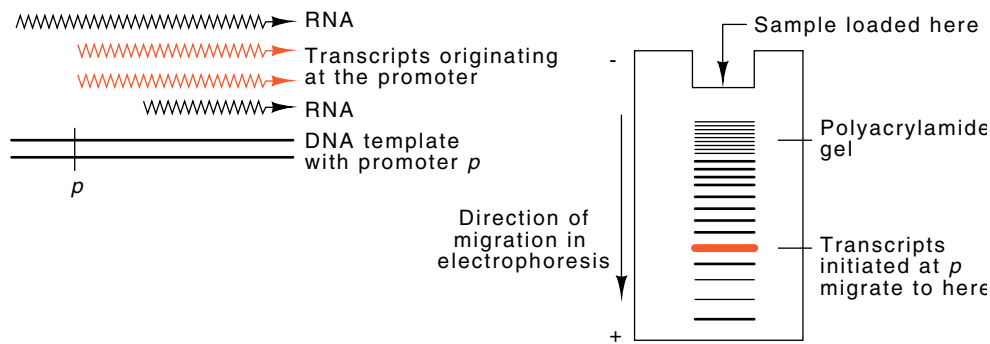 RNA
Transcripts originating
at the promoter
RNA
DNA template
with promoter p
p
Sample loaded here
-
Polyacrylamide
gel
Direction of
migration in
electrophoresis
Transcripts
initiated at p
migrate to here
+